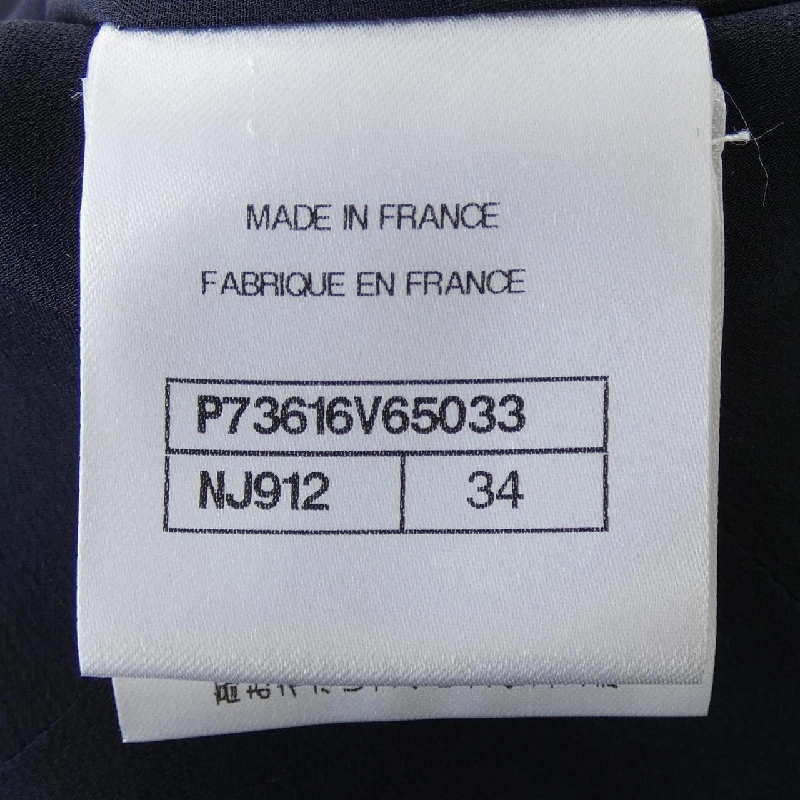 MADE IN FRANCE
FABRIQUE EN FRANCE
P73616V65033
NJ912 34